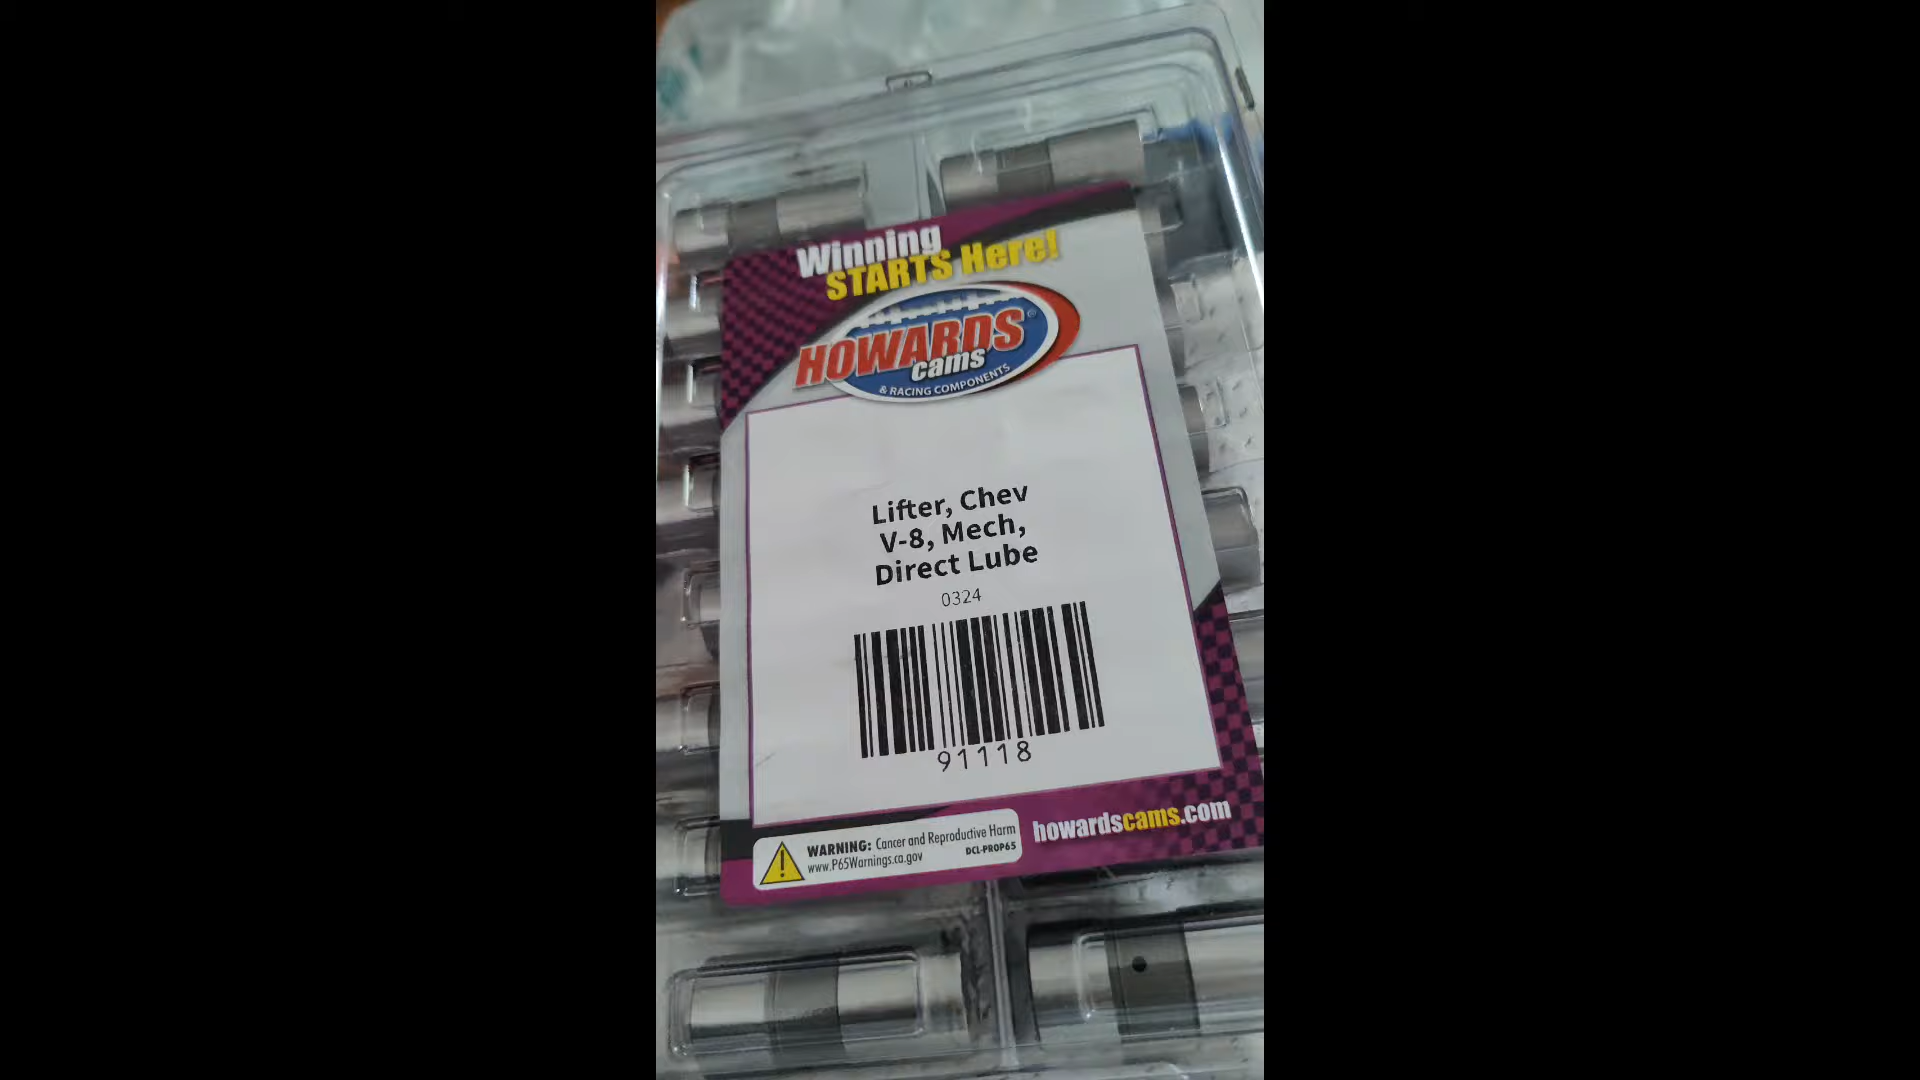 Winning
STARTS Here!
HOWARDS®
cams
& RACING COMPONENTS
Lifter, Chev
V-8, Mech,
Direct Lube
0324
91118
WARNING: Cancer and Reproductive Harm
www.P65Warnings.ca.gov DCL-PROP65
howardscams.com